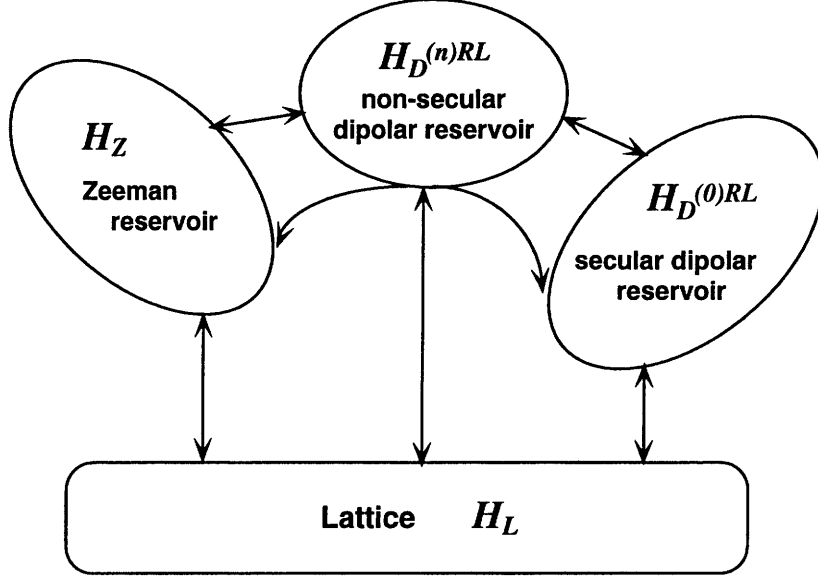 H_D^(n)RL
non-secular
dipolar reservoir
H_Z
Zeeman
reservoir
H_D^(0)RL
secular dipolar
reservoir
Lattice H_L